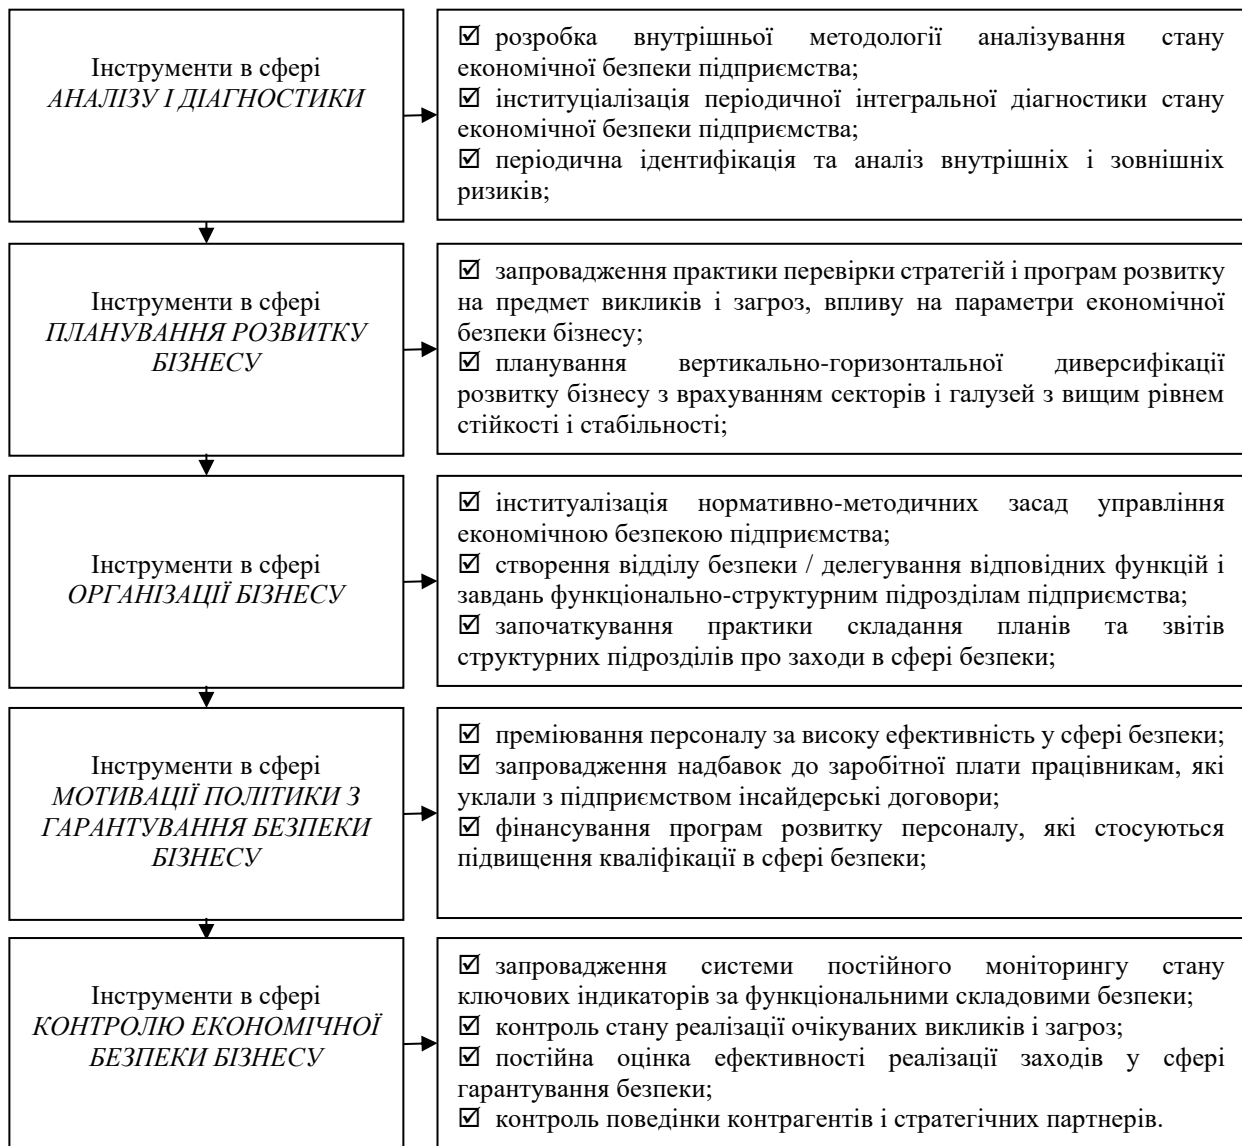 Інструменти в сфері
АНАЛІЗУ І ДІАГНОСТИКИ
☑ розробка внутрішньої методології аналізування стану
економічної безпеки підприємства;
☑ інституціалізація періодичної інтегральної діагностики стану
економічної безпеки підприємства;
☑ періодична ідентифікація та аналіз внутрішніх і зовнішніх
ризиків;
Інструменти в сфері
ПЛАНУВАННЯ РОЗВИТКУ
БІЗНЕСУ
☑ запровадження практики перевірки стратегій і програм розвитку
на предмет викликів і загроз, впливу на параметри економічної
безпеки бізнесу;
☑ планування вертикально-горизонтальної диверсифікації
розвитку бізнесу з врахуванням секторів і галузей з вищим рівнем
стійкості і стабільності;
Інструменти в сфері
ОРГАНІЗАЦІЇ БІЗНЕСУ
☑ інституалізація нормативно-методичних засад управління
економічною безпекою підприємства;
☑ створення відділу безпеки / делегування відповідних функцій і
завдань функціонально-структурним підрозділам підприємства;
☑ започаткування практики складання планів та звітів
структурних підрозділів про заходи в сфері безпеки;
Інструменти в сфері
МОТИВАЦІЇ ПОЛІТИКИ З
ГАРАНТУВАННЯ БЕЗПЕКИ
БІЗНЕСУ
☑ преміювання персоналу за високу ефективність у сфері безпеки;
☑ запровадження надбавок до заробітної плати працівникам, які
уклали з підприємством інсайдерські договори;
☑ фінансування програм розвитку персоналу, які стосуються
підвищення кваліфікації в сфері безпеки;
Інструменти в сфері
КОНТРОЛЮ ЕКОНОМІЧНОЇ
БЕЗПЕКИ БІЗНЕСУ
☑ запровадження системи постійного моніторингу стану
ключових індикаторів за функціональними складовими безпеки;
☑ контроль стану реалізації очікуваних викликів і загроз;
☑ постійна оцінка ефективності реалізації заходів у сфері
гарантування безпеки;
☑ контроль поведінки контрагентів і стратегічних партнерів.